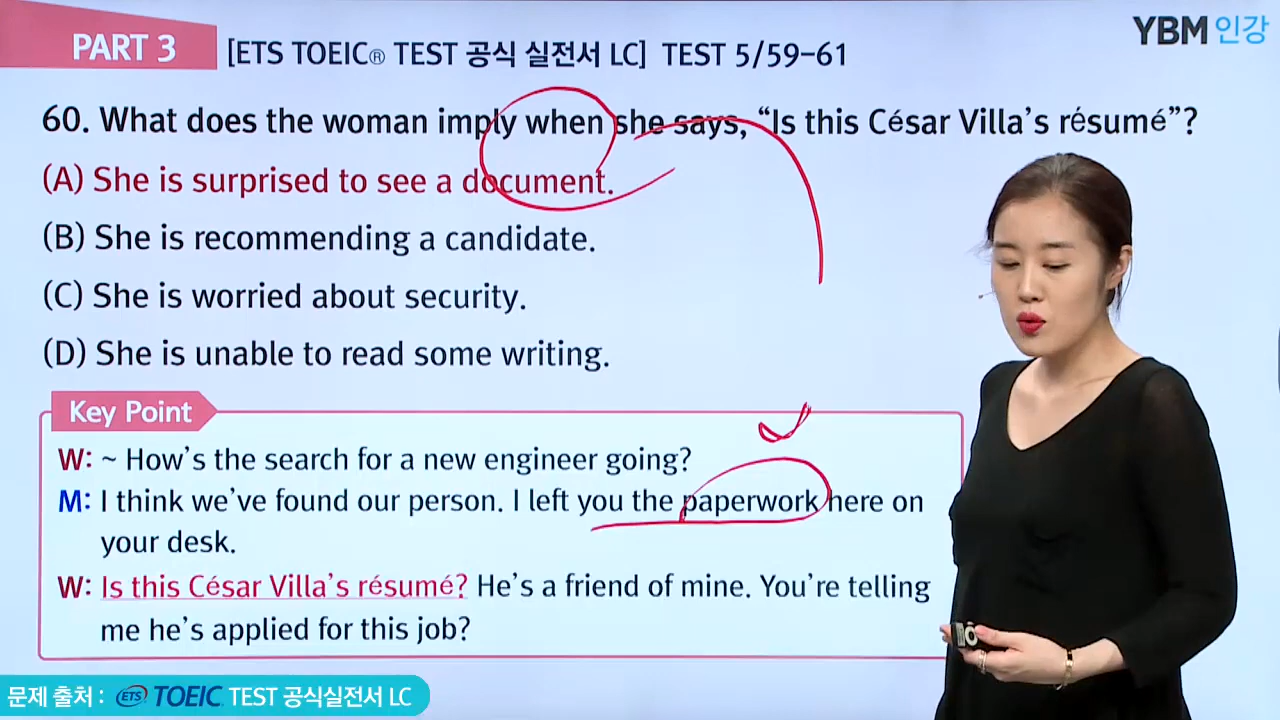 PART 3
[ETS TOEIC® TEST 공식 실전서 LC] TEST 5/59-61
YBM 인강
60. What does the woman imply when she says, “Is this César Villa’s résumé”?
(A) She is surprised to see a document.
(B) She is recommending a candidate.
(C) She is worried about security.
(D) She is unable to read some writing.
Key Point
W: ~ How’s the search for a new engineer going?
M: I think we’ve found our person. I left you the paperwork here on
your desk.
W: Is this César Villa’s résumé? He’s a friend of mine. You’re telling
me he’s applied for this job?
문제 출처 : ETS TOEIC TEST 공식실전서 LC